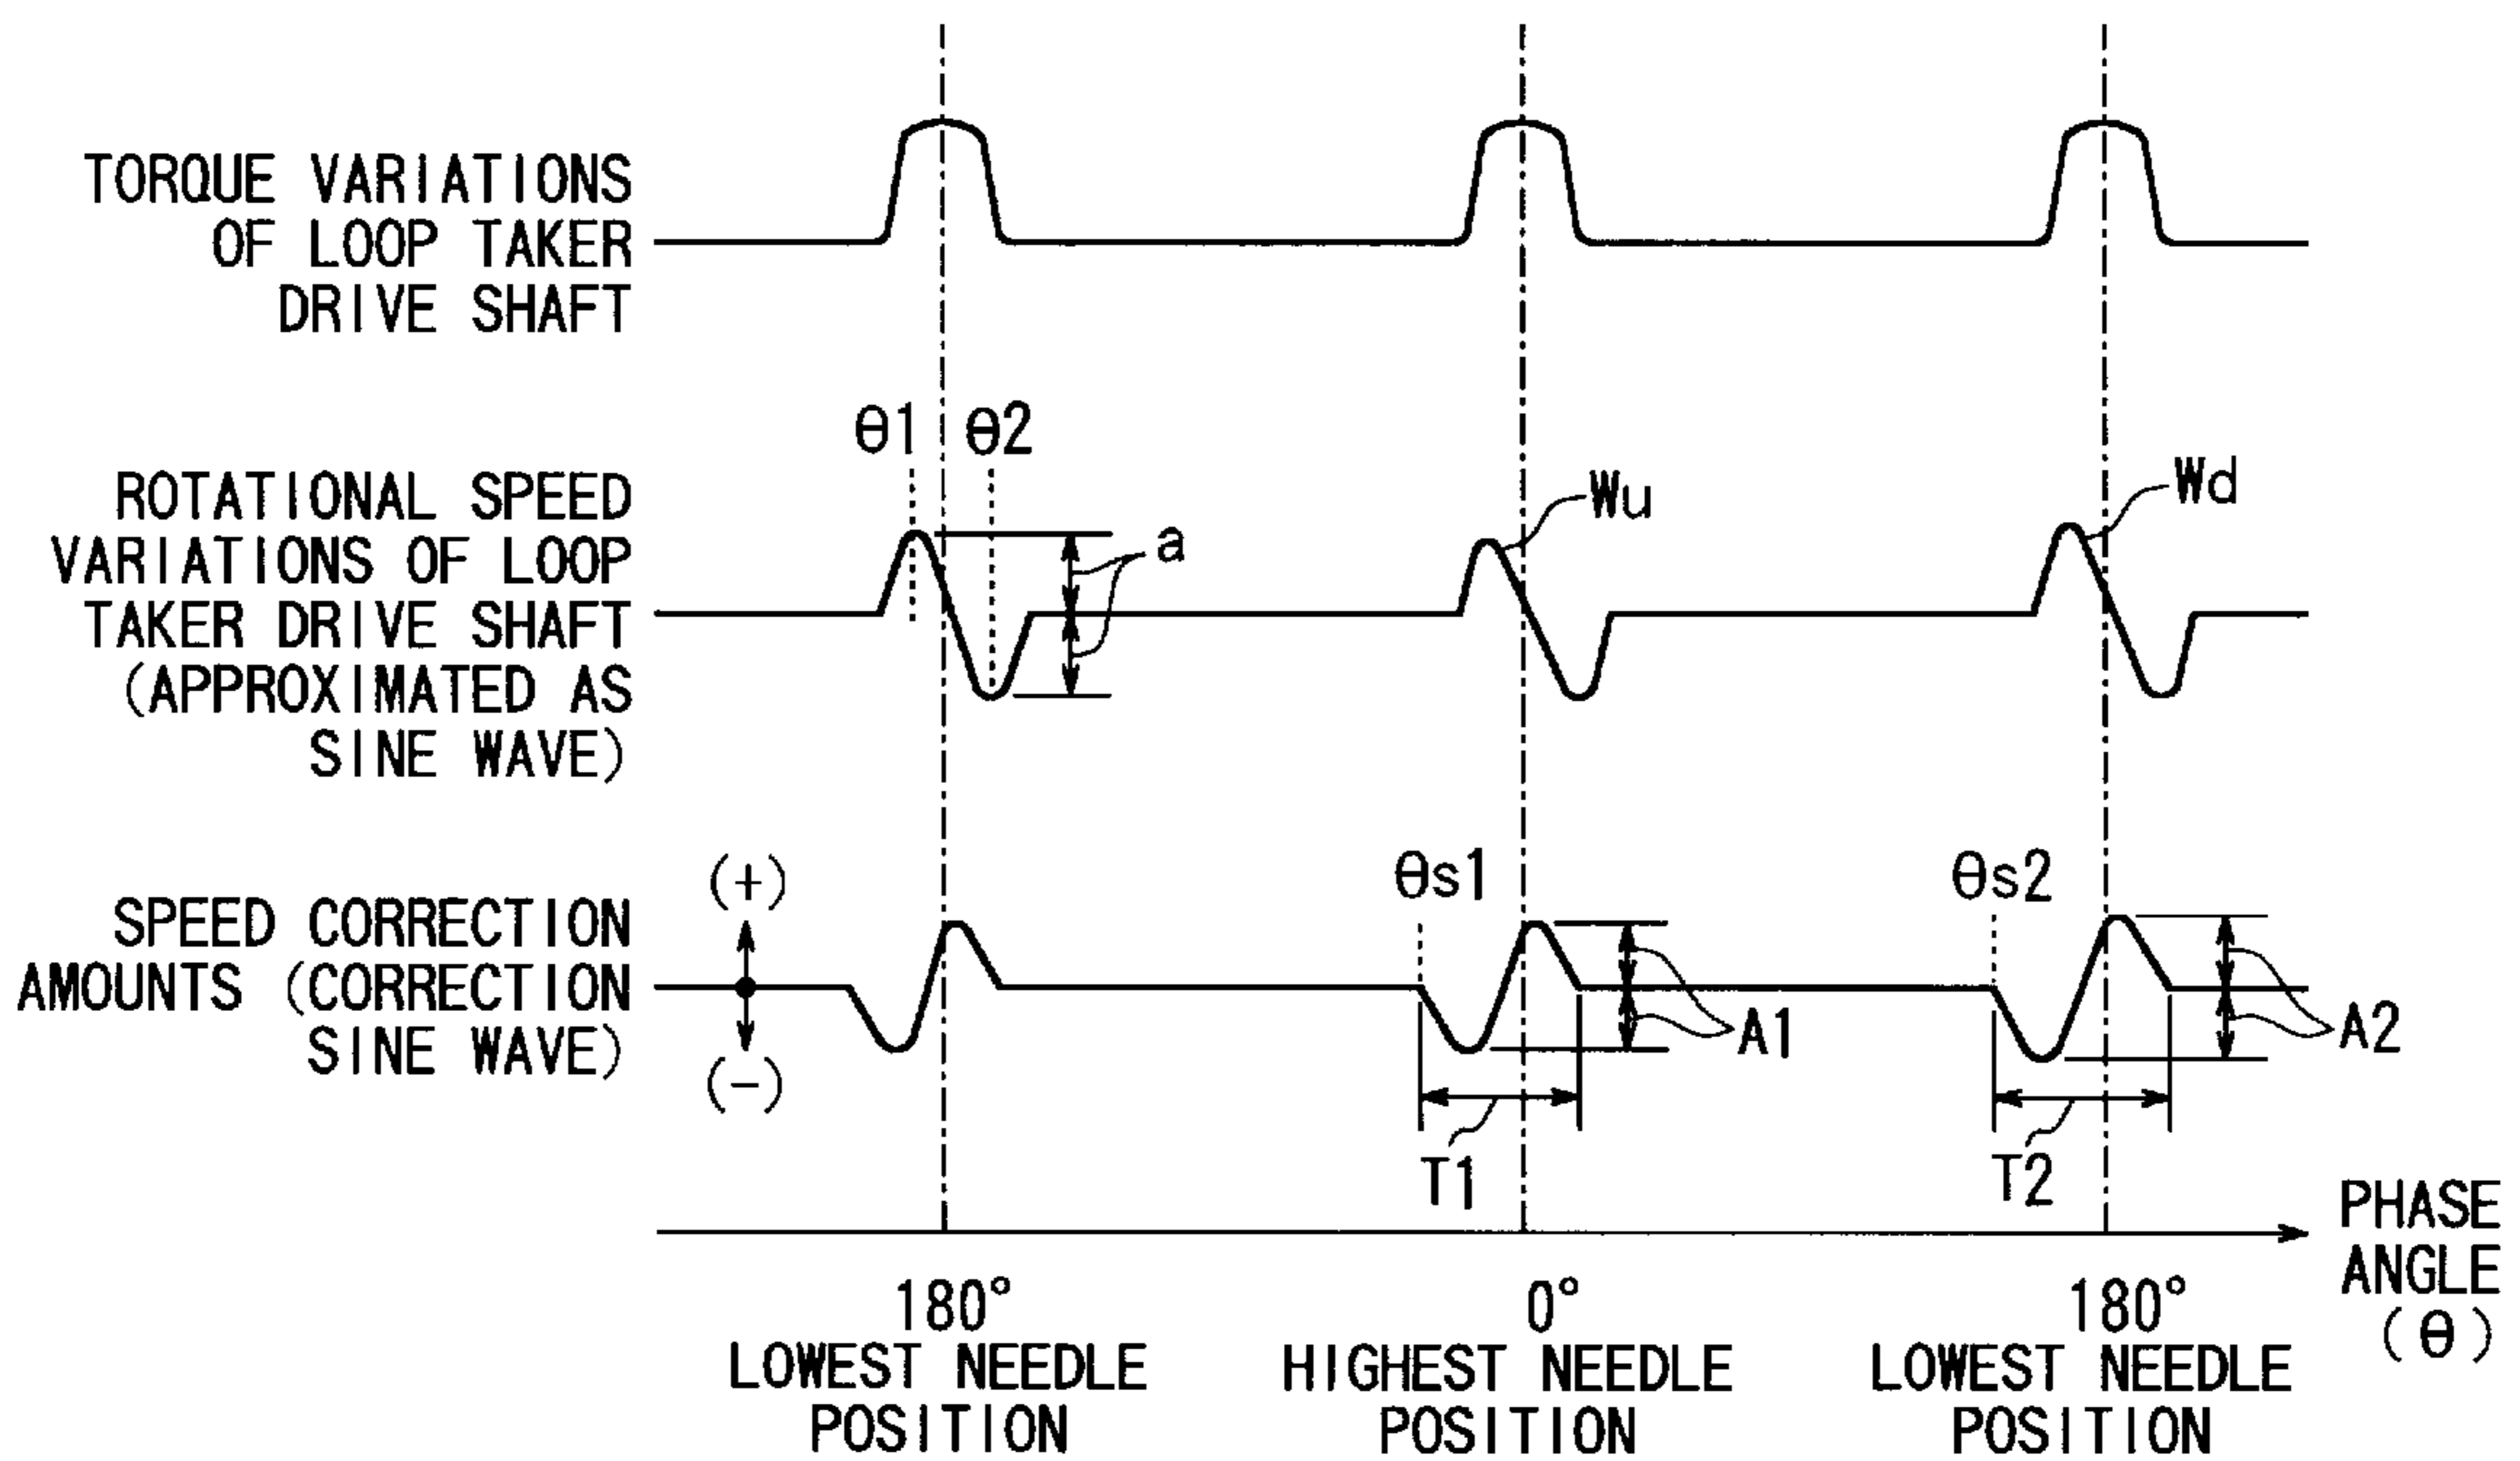 TORQUE VARIATIONS
OF LOOP TAKER
DRIVE SHAFT
θ1
θ2
ROTATIONAL SPEED
VARIATIONS OF LOOP
TAKER DRIVE SHAFT
(APPROXIMATED AS
SINE WAVE)
a
Wu
Wd
SPEED CORRECTION
AMOUNTS (CORRECTION
SINE WAVE)
(+)
(-)
θs1
θs2
A1
A2
T1
T2
PHASE
ANGLE
(θ)
180°
LOWEST NEEDLE
POSITION
0°
HIGHEST NEEDLE
POSITION
180°
LOWEST NEEDLE
POSITION